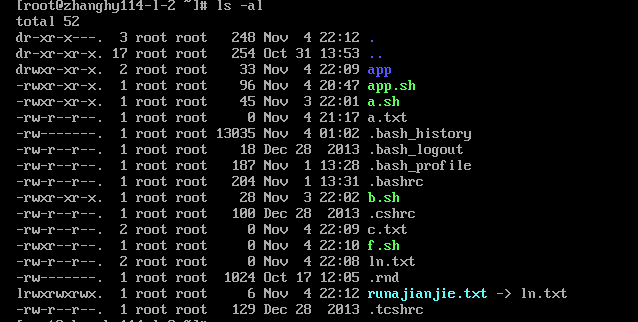 [root@zhanghy114-l-2 ~]# ls -al
total 52
dr-xr-x---.  3 root root   248 Nov  4 22:12 .
dr-xr-xr-x. 17 root root   254 Oct 31 13:53 ..
drwxr-xr-x.  2 root root    33 Nov  4 22:09 app
-rwxr-xr-x.  1 root root    96 Nov  4 20:47 app.sh
-rwxr-xr-x.  1 root root    45 Nov  3 22:01 a.sh
-rw-r--r--.  1 root root     0 Nov  4 21:17 a.txt
-rw-------.  1 root root 13035 Nov  4 01:02 .bash_history
-rw-r--r--.  1 root root    18 Dec 28  2013 .bash_logout
-rw-r--r--.  1 root root   187 Nov  1 13:28 .bash_profile
-rw-r--r--.  1 root root   204 Nov  1 13:31 .bashrc
-rwxr-xr-x.  1 root root    28 Nov  3 22:02 b.sh
-rw-r--r--.  1 root root   100 Dec 28  2013 .cshrc
-rw-r--r--.  2 root root     0 Nov  4 22:09 c.txt
-rwxr--r--.  1 root root     0 Nov  4 22:10 f.sh
-rw-r--r--.  2 root root     0 Nov  4 22:08 ln.txt
-rw-------.  1 root root  1024 Oct 17 12:05 .rnd
lrwxrwxrwx.  1 root root     6 Nov  4 22:12 runajianjie.txt -> ln.txt
-rw-r--r--.  1 root root   129 Dec 28  2013 .tcshrc